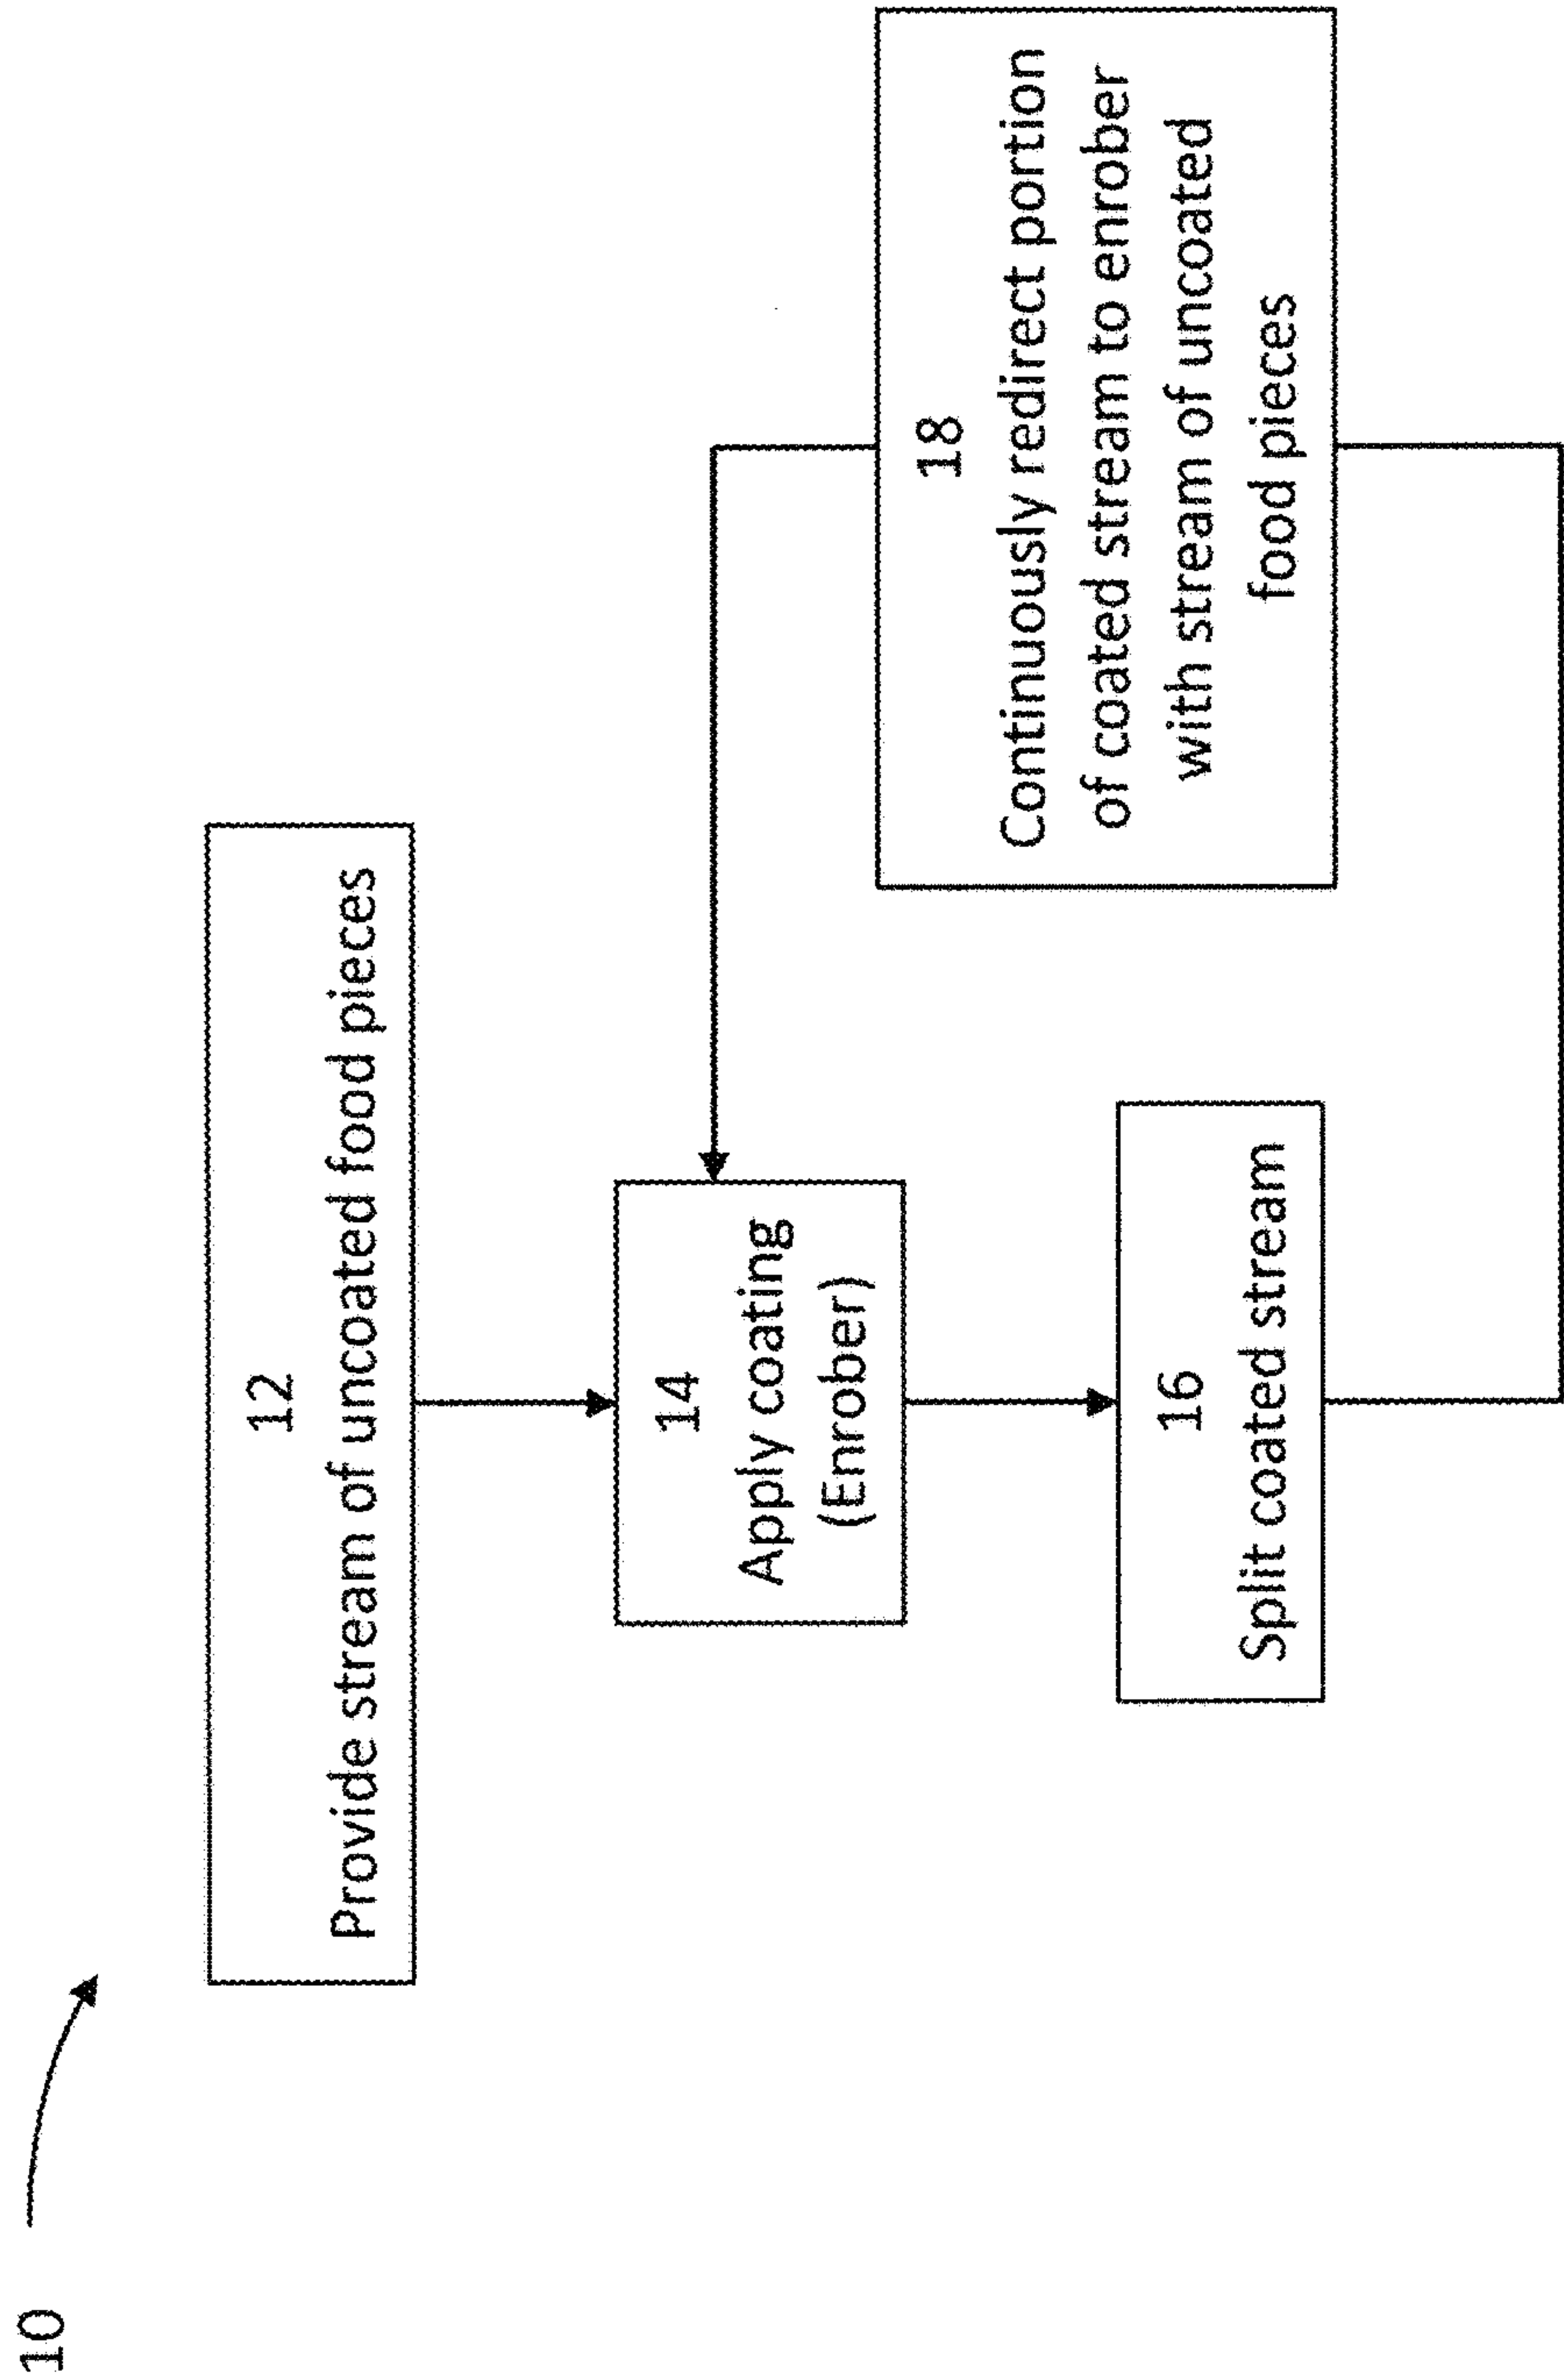 10
12
Provide stream of uncoated food pieces
14
Apply coating
(Enrober)
16
Split coated stream
18
Continuously redirect portion
of coated stream to enrober
with stream of uncoated
food pieces